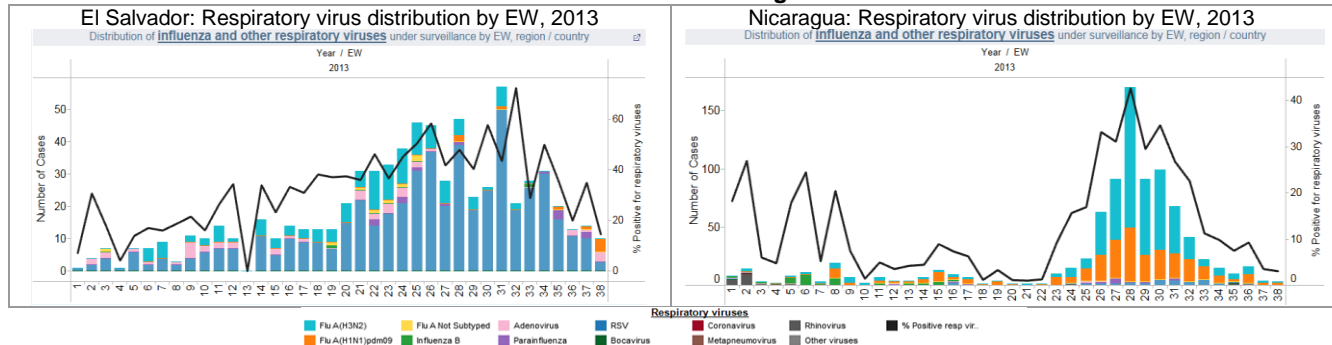 El Salvador: Respiratory virus distribution by EW, 2013
Distribution of influenza and other respiratory viruses under surveillance by EW, region / country
Year / EW
2013
Number of Cases
50
40
30
20
10
0
% Positive for respiratory viruses
60
40
20
0
1 2 3 4 5 6 7 8 9 10 11 12 13 14 15 16 17 18 19 20 21 22 23 24 25 26 27 28 29 30 31 32 33 34 35 36 37 38
Nicaragua: Respiratory virus distribution by EW, 2013
Distribution of influenza and other respiratory viruses under surveillance by EW, region / country
Year / EW
2013
Number of Cases
150
100
50
0
% Positive for respiratory viruses
40
30
20
10
0
1 2 3 4 5 6 7 8 9 10 11 12 13 14 15 16 17 18 19 20 21 22 23 24 25 26 27 28 29 30 31 32 33 34 35 36 37 38
Respiratory viruses
Flu A(H3N2) Flu A Not Subtyped Adenovirus RSV Coronavirus Rhinovirus % Positive resp vir..
Flu A(H1N1)pdm09 Influenza B Parainfluenza Bocavirus Metapneumovirus Other viruses